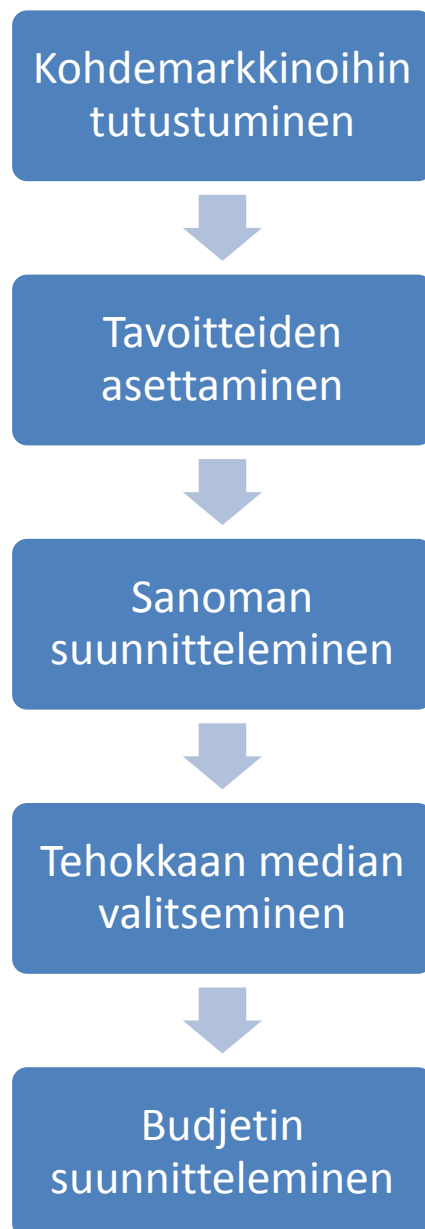 Kohdemarkkinoihin
tutustuminen
Tavoitteiden
asettaminen
Sanoman
suunnitteleminen
Tehokkaan median
valitseminen
Budjetin
suunnitteleminen